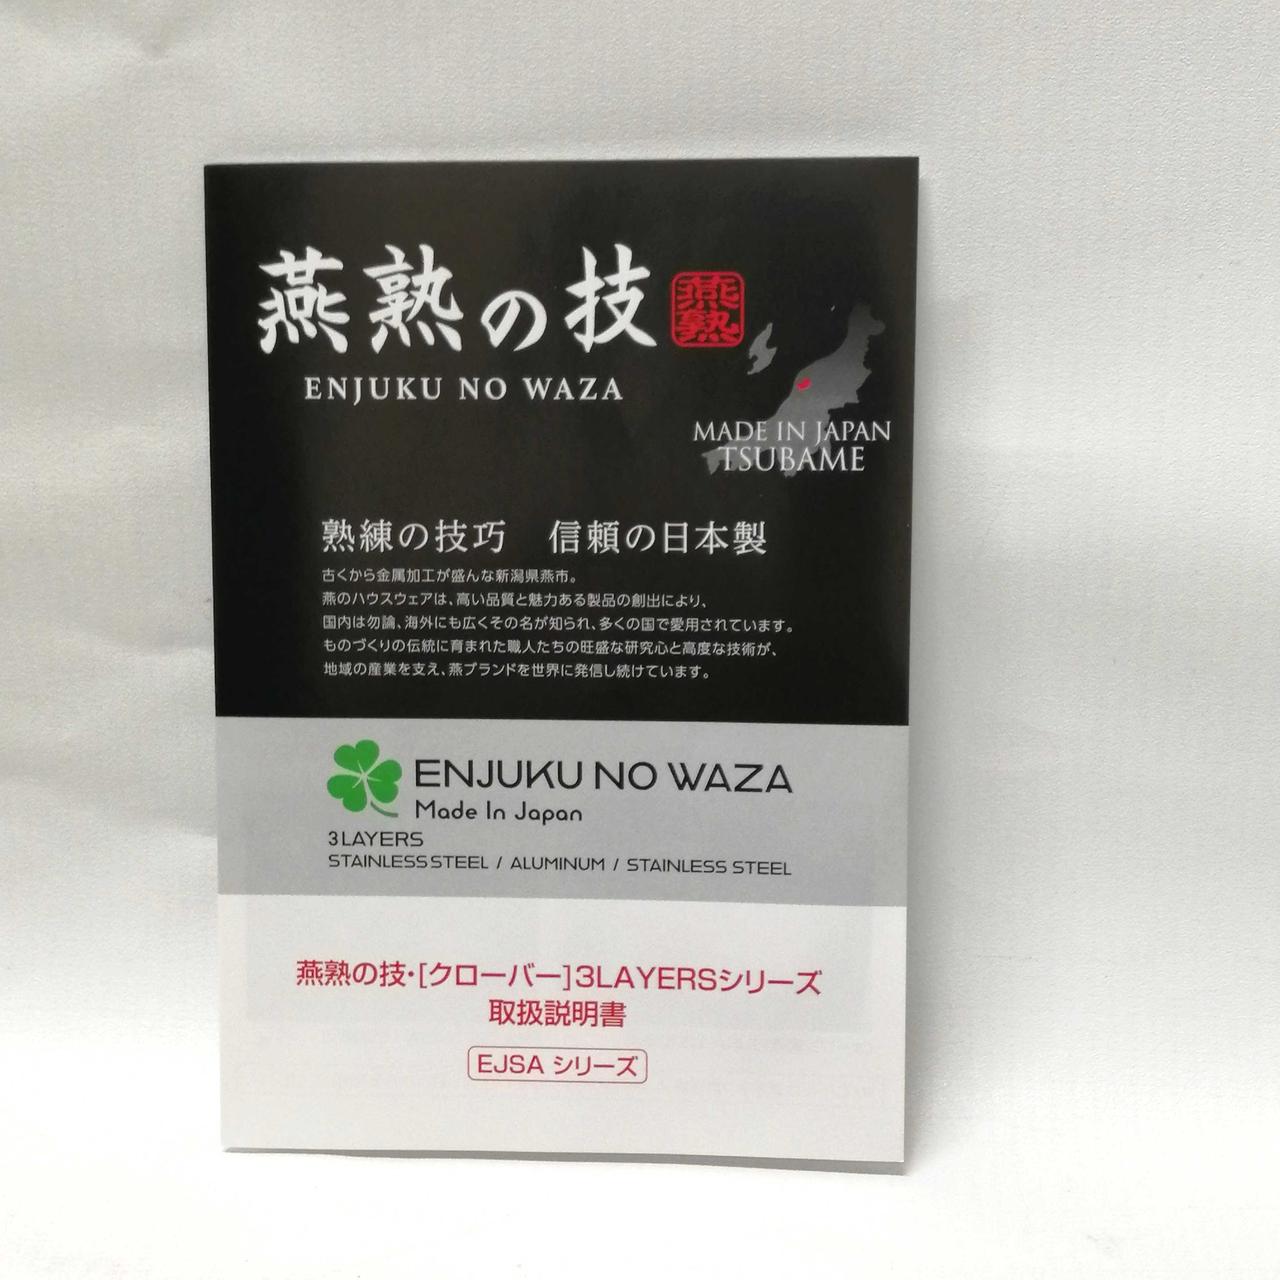 燕熟の技 燕熟
ENJUKU NO WAZA
MADE IN JAPAN
TSUBAME
熟練の技巧　信頼の日本製
古くから金属加工が盛んな新潟県燕市。
燕のハウスウェアは、高い品質と魅力ある製品の創出により、
国内は勿論、海外にも広くその名が知られ、多くの国で愛用されています。
ものづくりの伝統に育まれた職人たちの旺盛な研究心と高度な技術が、
地域の産業を支え、燕ブランドを世界に発信し続けています。
ENJUKU NO WAZA
Made In Japan
3 LAYERS
STAINLESS STEEL / ALUMINUM / STAINLESS STEEL
燕熟の技・[クローバー]3LAYERSシリーズ
取扱説明書
EJSA シリーズ